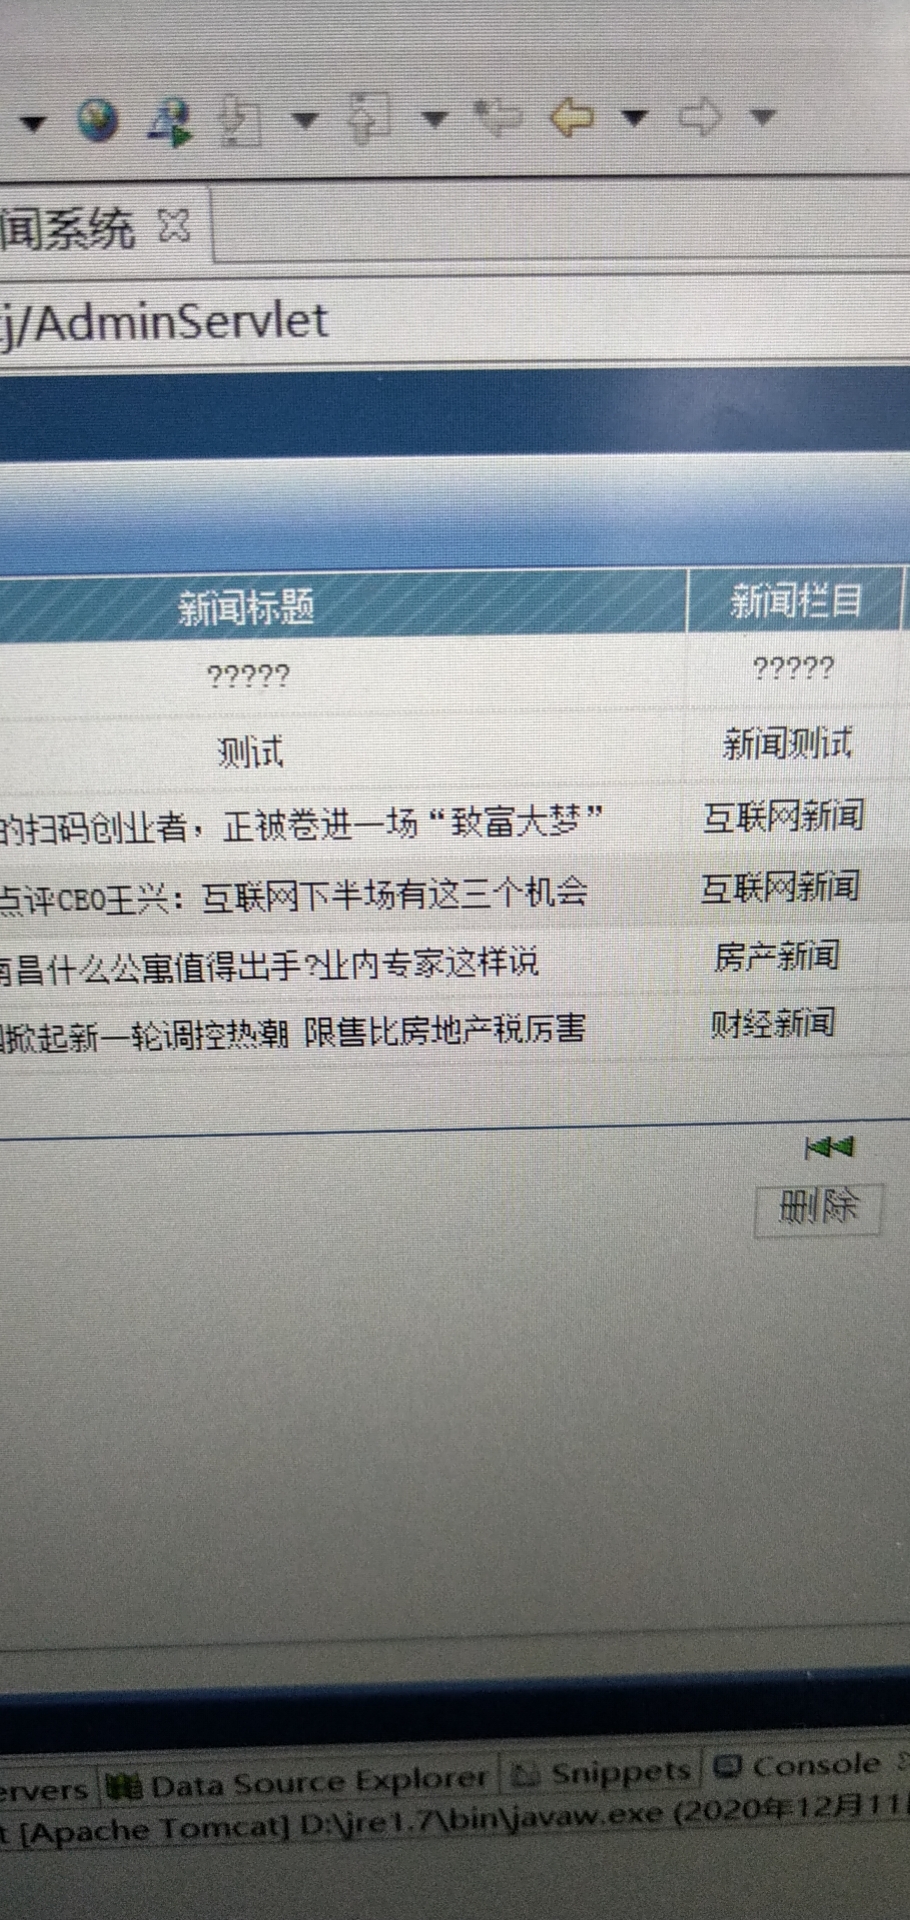 闻系统
j/AdminServlet
新闻标题 新闻栏目
????? ?????
测试 新闻测试
的扫码创业者，正被卷进一场“致富大梦” 互联网新闻
点评CEO王兴：互联网下半场有这三个机会 互联网新闻
南昌什么公寓值得出手?业内专家这样说 房产新闻
掀起新一轮调控热潮 限售比房地产税厉害 财经新闻
删除
ervers Data Source Explorer Snippets Console
t [Apache Tomcat] D:\jre1.7\bin\javaw.exe (2020年12月11